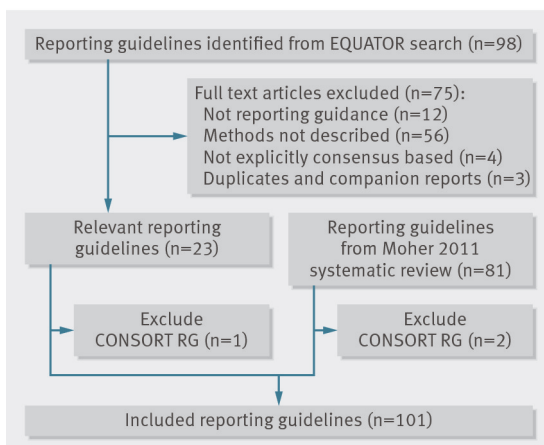 Reporting guidelines identified from EQUATOR search (n=98)
Full text articles excluded (n=75):
Not reporting guidance (n=12)
Methods not described (n=56)
Not explicitly consensus based (n=4)
Duplicates and companion reports (n=3)
Relevant reporting
guidelines (n=23)
Reporting guidelines
from Moher 2011
systematic review (n=81)
Exclude
CONSORT RG (n=1)
Exclude
CONSORT RG (n=2)
Included reporting guidelines (n=101)